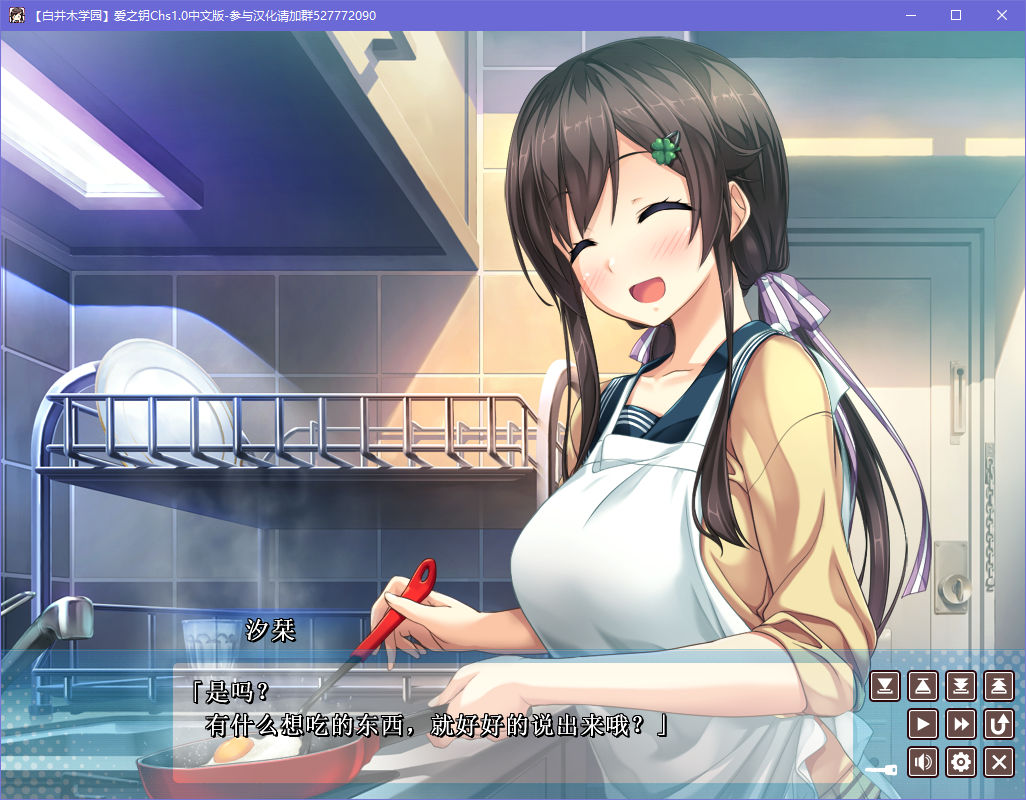 【白井木学园】爱之钥Chs1.0中文版-参与汉化请加群527772090
汐栞
「是吗？
有什么想吃的东西，就好好的说出来哦？」